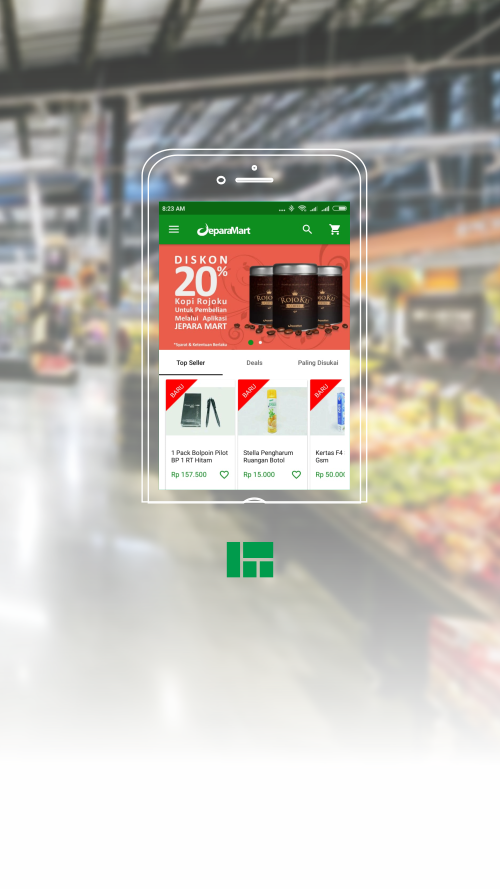 8:23 AM
JeparaMart
DISKON
20%
Kopi Rojoku
Untuk Pembelian
Melalui Aplikasi
JEPARA MART
*Syarat & Ketentuan Berlaku
ROJOKU
ROJOKU
ROJOKU
Top Seller
Deals
Paling Disukai
BARU
BARU
BARU
1 Pack Bolpoin Pilot
BP 1 RT Hitam
Rp 157.500
Stella Pengharum
Ruangan Botol
Rp 15.000
Kertas F4
Gsm
Rp 50.00